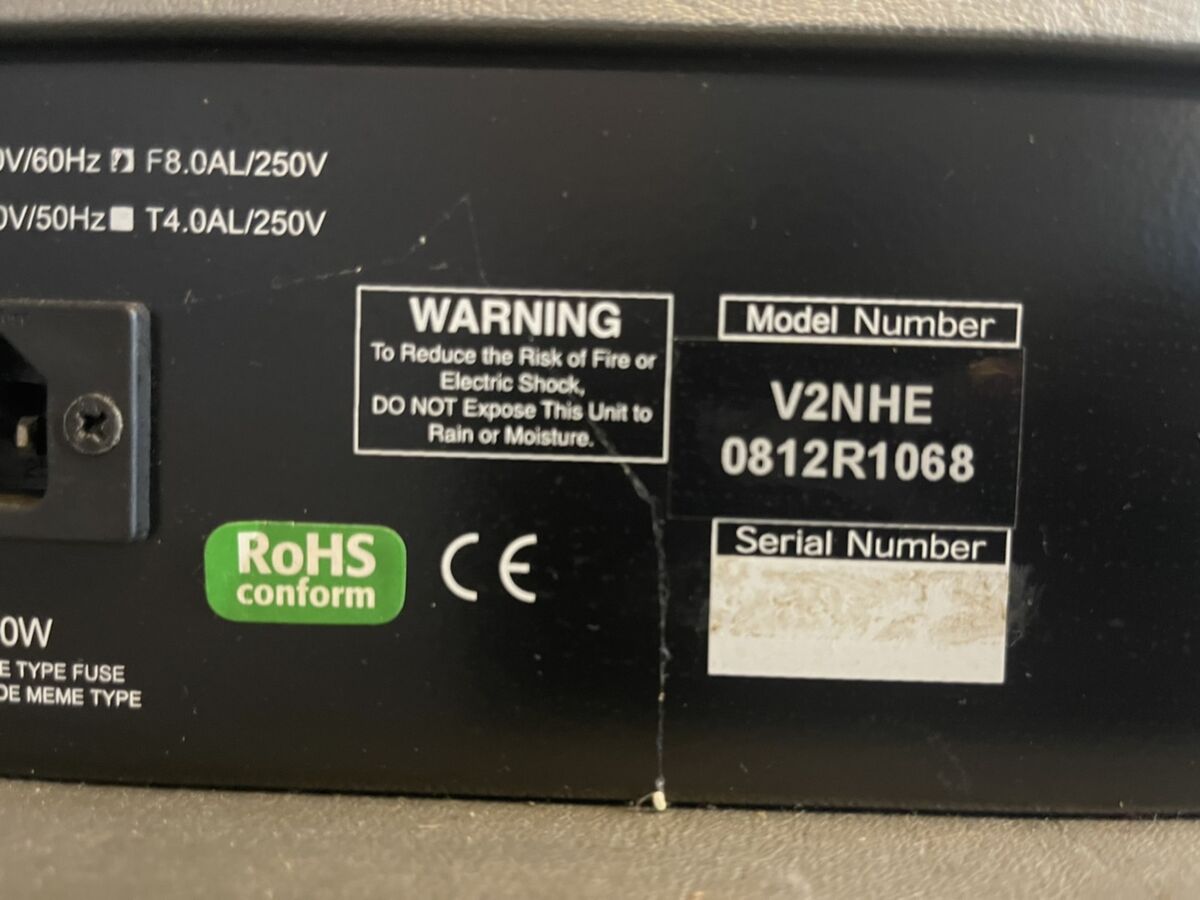 0V/60Hz F8.0AL/250V
0V/50Hz T4.0AL/250V
WARNING
To Reduce the Risk of Fire or
Electric Shock,
DO NOT Expose This Unit to
Rain or Moisture.
Model Number
V2NHE
0812R1068
RoHS
conform
CE
Serial Number
0W
E TYPE FUSE
DE MEME TYPE